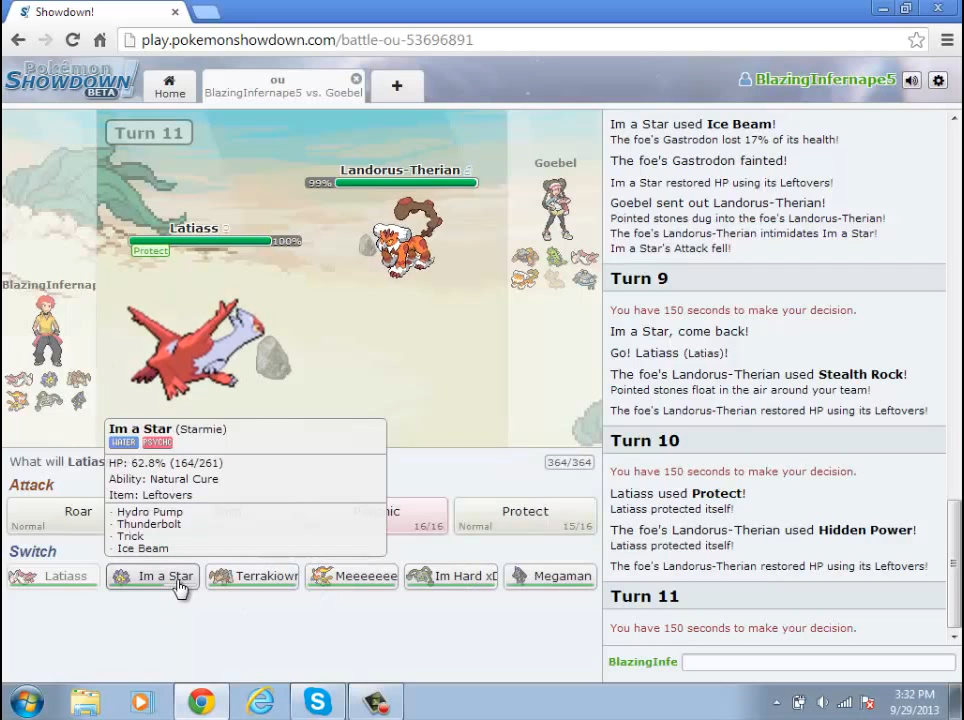 Showdown!
play.pokemonshowdown.com/battle-ou-53696891
Pokémon
SHOWDOWN
BETA
Home
ou
BlazingInfernape5 vs. Goebel
+
BlazingInfernape5
Turn 11
Landorus-Therian
99%
Goebel
Latiass
100%
Protect
BlazingInfernap
Im a Star (Starmie)
WATER PSYCHC
HP: 62.8% (164/261)
Ability: Natural Cure
Item: Leftovers
· Hydro Pump
· Thunderbolt
· Trick
· Ice Beam
What will Latias
364/364
Attack
Roar
Normal
16/16
Protect
Normal 15/16
Switch
Latiass
Im a Star
Terrakiowr
Meeeeeee
Im Hard xD
Megaman
Im a Star used Ice Beam!
The foe's Gastrodon lost 17% of its health!
The foe's Gastrodon fainted!
Im a Star restored HP using its Leftovers!
Goebel sent out Landorus-Therian!
Pointed stones dug into the foe's Landorus-Therian!
The foe's Landorus-Therian intimidates Im a Star!
Im a Star's Attack fell!
Turn 9
You have 150 seconds to make your decision.
Im a Star, come back!
Go! Latiass (Latias)!
The foe's Landorus-Therian used Stealth Rock!
Pointed stones float in the air around your team!
The foe's Landorus-Therian restored HP using its Leftovers!
Turn 10
You have 150 seconds to make your decision.
Latiass used Protect!
Latiass protected itself!
The foe's Landorus-Therian used Hidden Power!
Latiass protected itself!
The foe's Landorus-Therian restored HP using its Leftovers!
Turn 11
You have 150 seconds to make your decision.
BlazingInfe
3:32 PM
9/29/2013